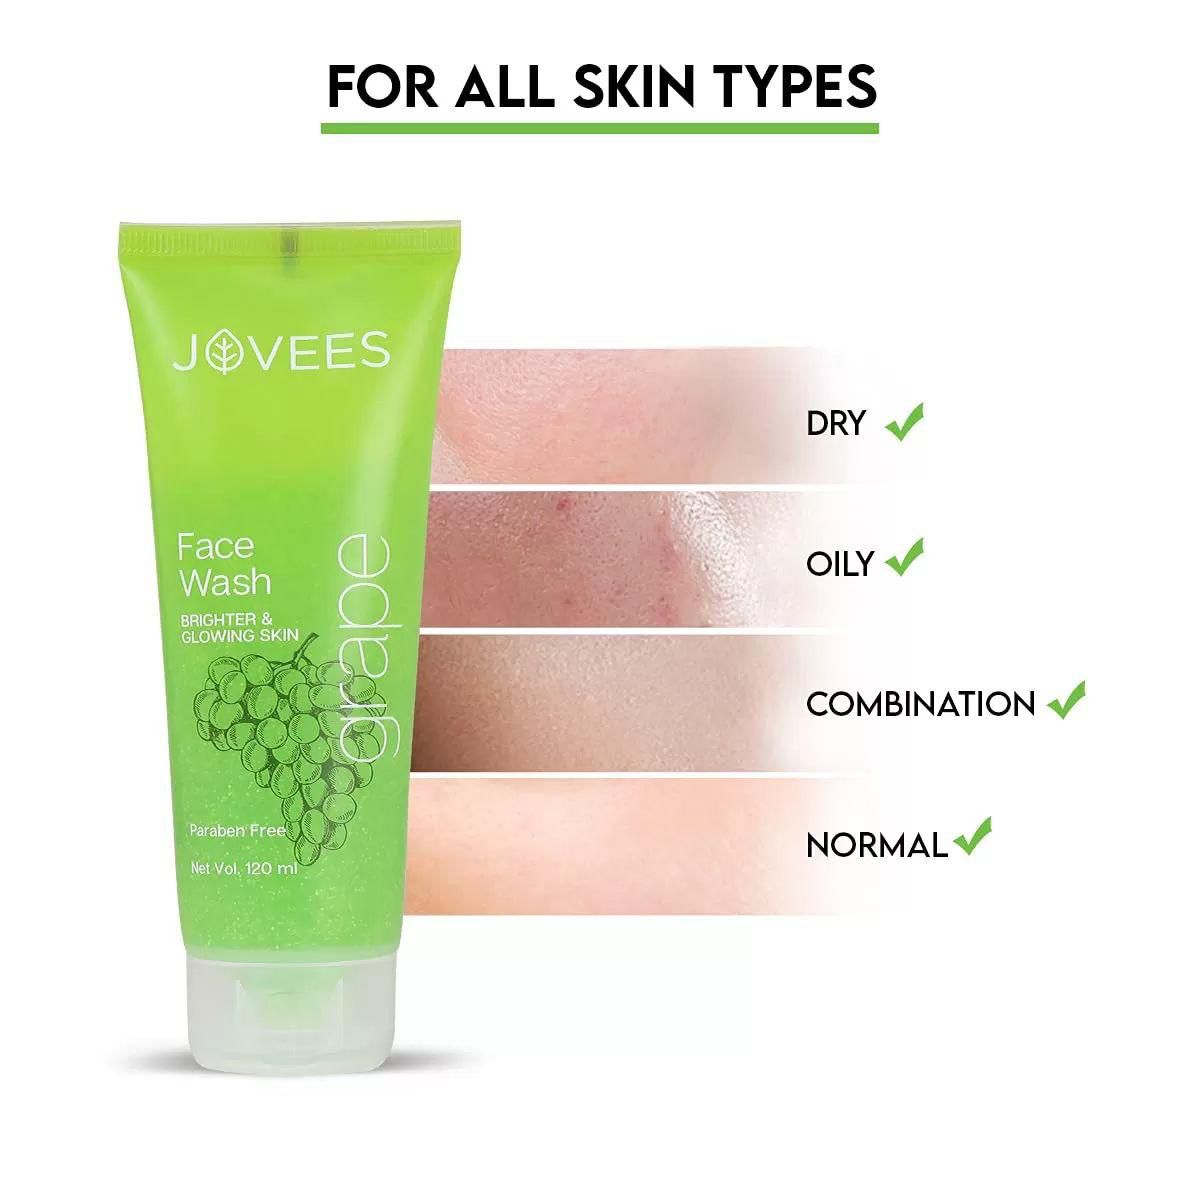 FOR ALL SKIN TYPES
JOVEES
Face
Wash
BRIGHTER &
GLOWING SKIN
grape
Paraben Free
Net Vol. 120 ml
DRY
OILY
COMBINATION
NORMAL